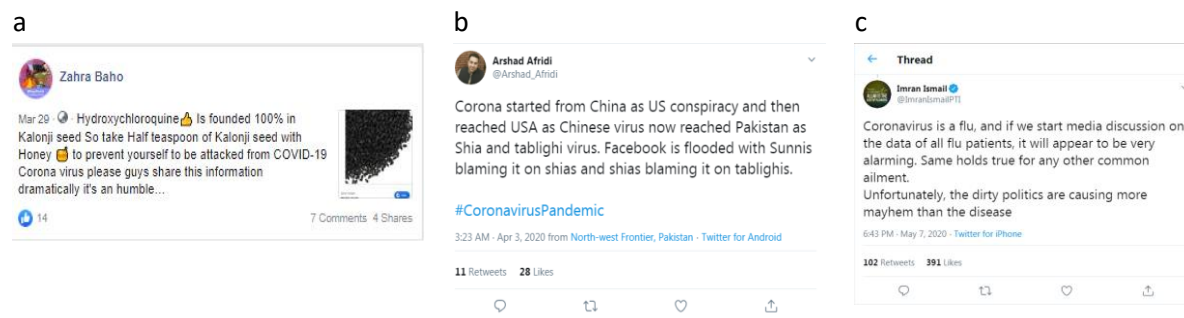 a
Zahra Baho
Mar 29 · Hydroxychloroquine👍 Is founded 100% in
Kalonji seed So take Half teaspoon of Kalonji seed with
Honey 🍯 to prevent yourself to be attacked from COVID-19
Corona virus please guys share this information
dramatically it's an humble...
14
7 Comments 4 Shares
b
Arshad Afridi
@Arshad_Afridi
Corona started from China as US conspiracy and then
reached USA as Chinese virus now reached Pakistan as
Shia and tablighi virus. Facebook is flooded with Sunnis
blaming it on shias and shias blaming it on tablighis.
#CoronavirusPandemic
3:23 AM · Apr 3, 2020 from North-west Frontier, Pakistan · Twitter for Android
11 Retweets 28 Likes
c
Thread
Imran Ismail
@ImranIsmailPTI
Coronavirus is a flu, and if we start media discussion on
the data of all flu patients, it will appear to be very
alarming. Same holds true for any other common
ailment.
Unfortunately, the dirty politics are causing more
mayhem than the disease
6:43 PM · May 7, 2020 · Twitter for iPhone
102 Retweets 391 Likes